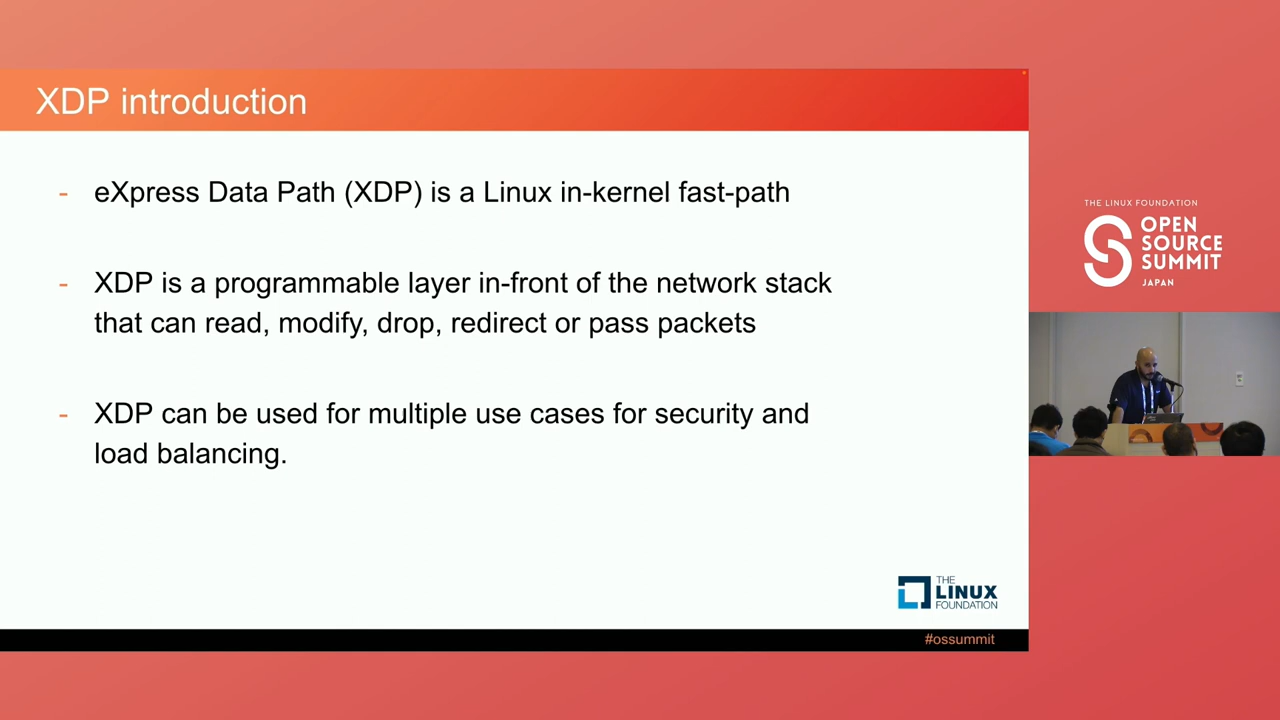 XDP introduction
- eXpress Data Path (XDP) is a Linux in-kernel fast-path
- XDP is a programmable layer in-front of the network stack
that can read, modify, drop, redirect or pass packets
- XDP can be used for multiple use cases for security and
load balancing.
THE
LINUX
FOUNDATION
#ossummit
THE LINUX FOUNDATION
OPEN
SOURCE
SUMMIT
JAPAN